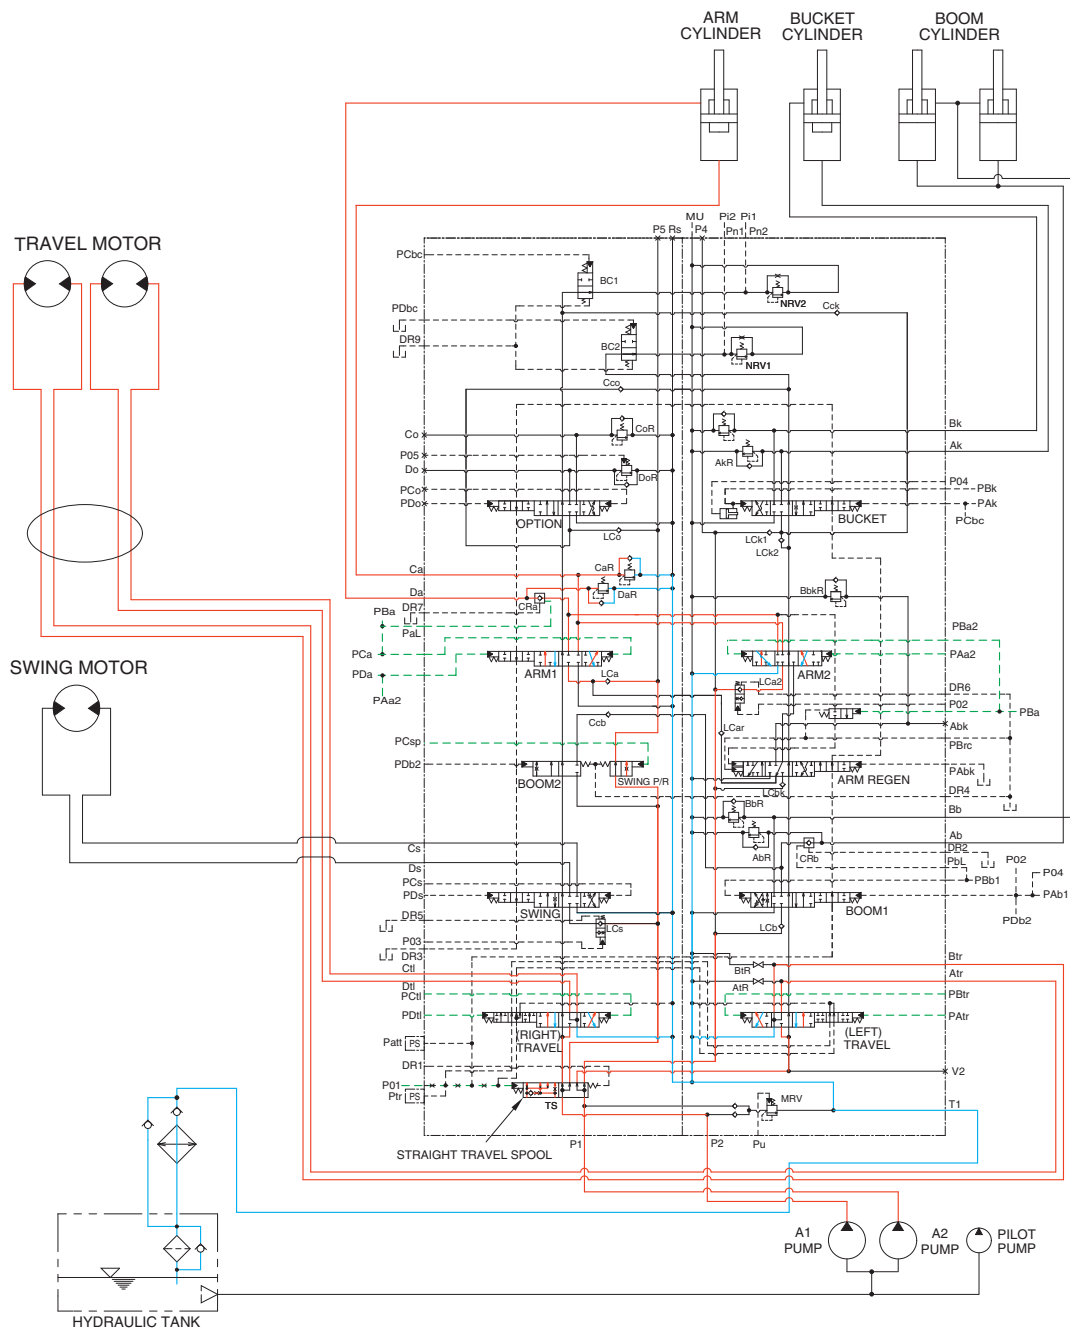 ARM
CYLINDER
BUCKET
CYLINDER
BOOM
CYLINDER
TRAVEL MOTOR
SWING MOTOR
P5 Rs
MU
P4
Pi2 Pi1
Pn1 Pn2
PCbc
BC1
NRV2
Cck
PDbc
DR9
BC2
NRV1
Cco
Co
CoR
Bk
Ak
P05
Do
DoR
AkR
PCo
PDo
OPTION
BUCKET
P04
PBk
PAk
PCbc
LCo
LCk1
LCk2
Ca
CaR
Da
DaR
DR7
CRa
BbkR
PBa
PaL
PCa
PDa
PAa2
ARM1
LCa
PBa2
PAa2
ARM2
LCa2
DR6
P02
PBa
Abk
LCar
Ccb
PCsp
PDb2
BOOM2
SWING P/R
PBrc
ARM REGEN
PAbk
LCbk
DR4
BbR
Bb
AbR
Ab
CRb
DR2
PbL
P02
P04
PBb1
PAb1
PDb2
Cs
Ds
PCs
PDs
SWING
BOOM1
DR5
P03
DR3
LCs
LCb
Ctl
Dtl
PCtl
PDtl
(RIGHT)
TRAVEL
BtR
AtR
Btr
Atr
PBtr
PAtr
(LEFT)
TRAVEL
Patt
PS
DR1
P01
Ptr
PS
TS
V2
MRV
T1
STRAIGHT TRAVEL SPOOL
P1
P2
Pu
A1
PUMP
A2
PUMP
PILOT
PUMP
HYDRAULIC TANK